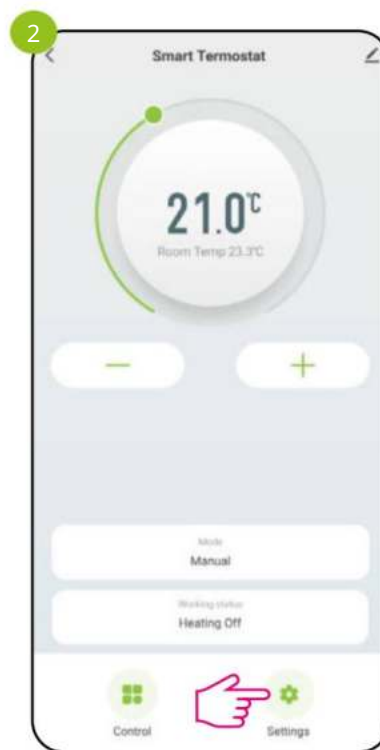 2
Smart Termostat
21.0°C
Room Temp 23.3°C
Mode
Manual
Working status
Heating Off
Control
Settings